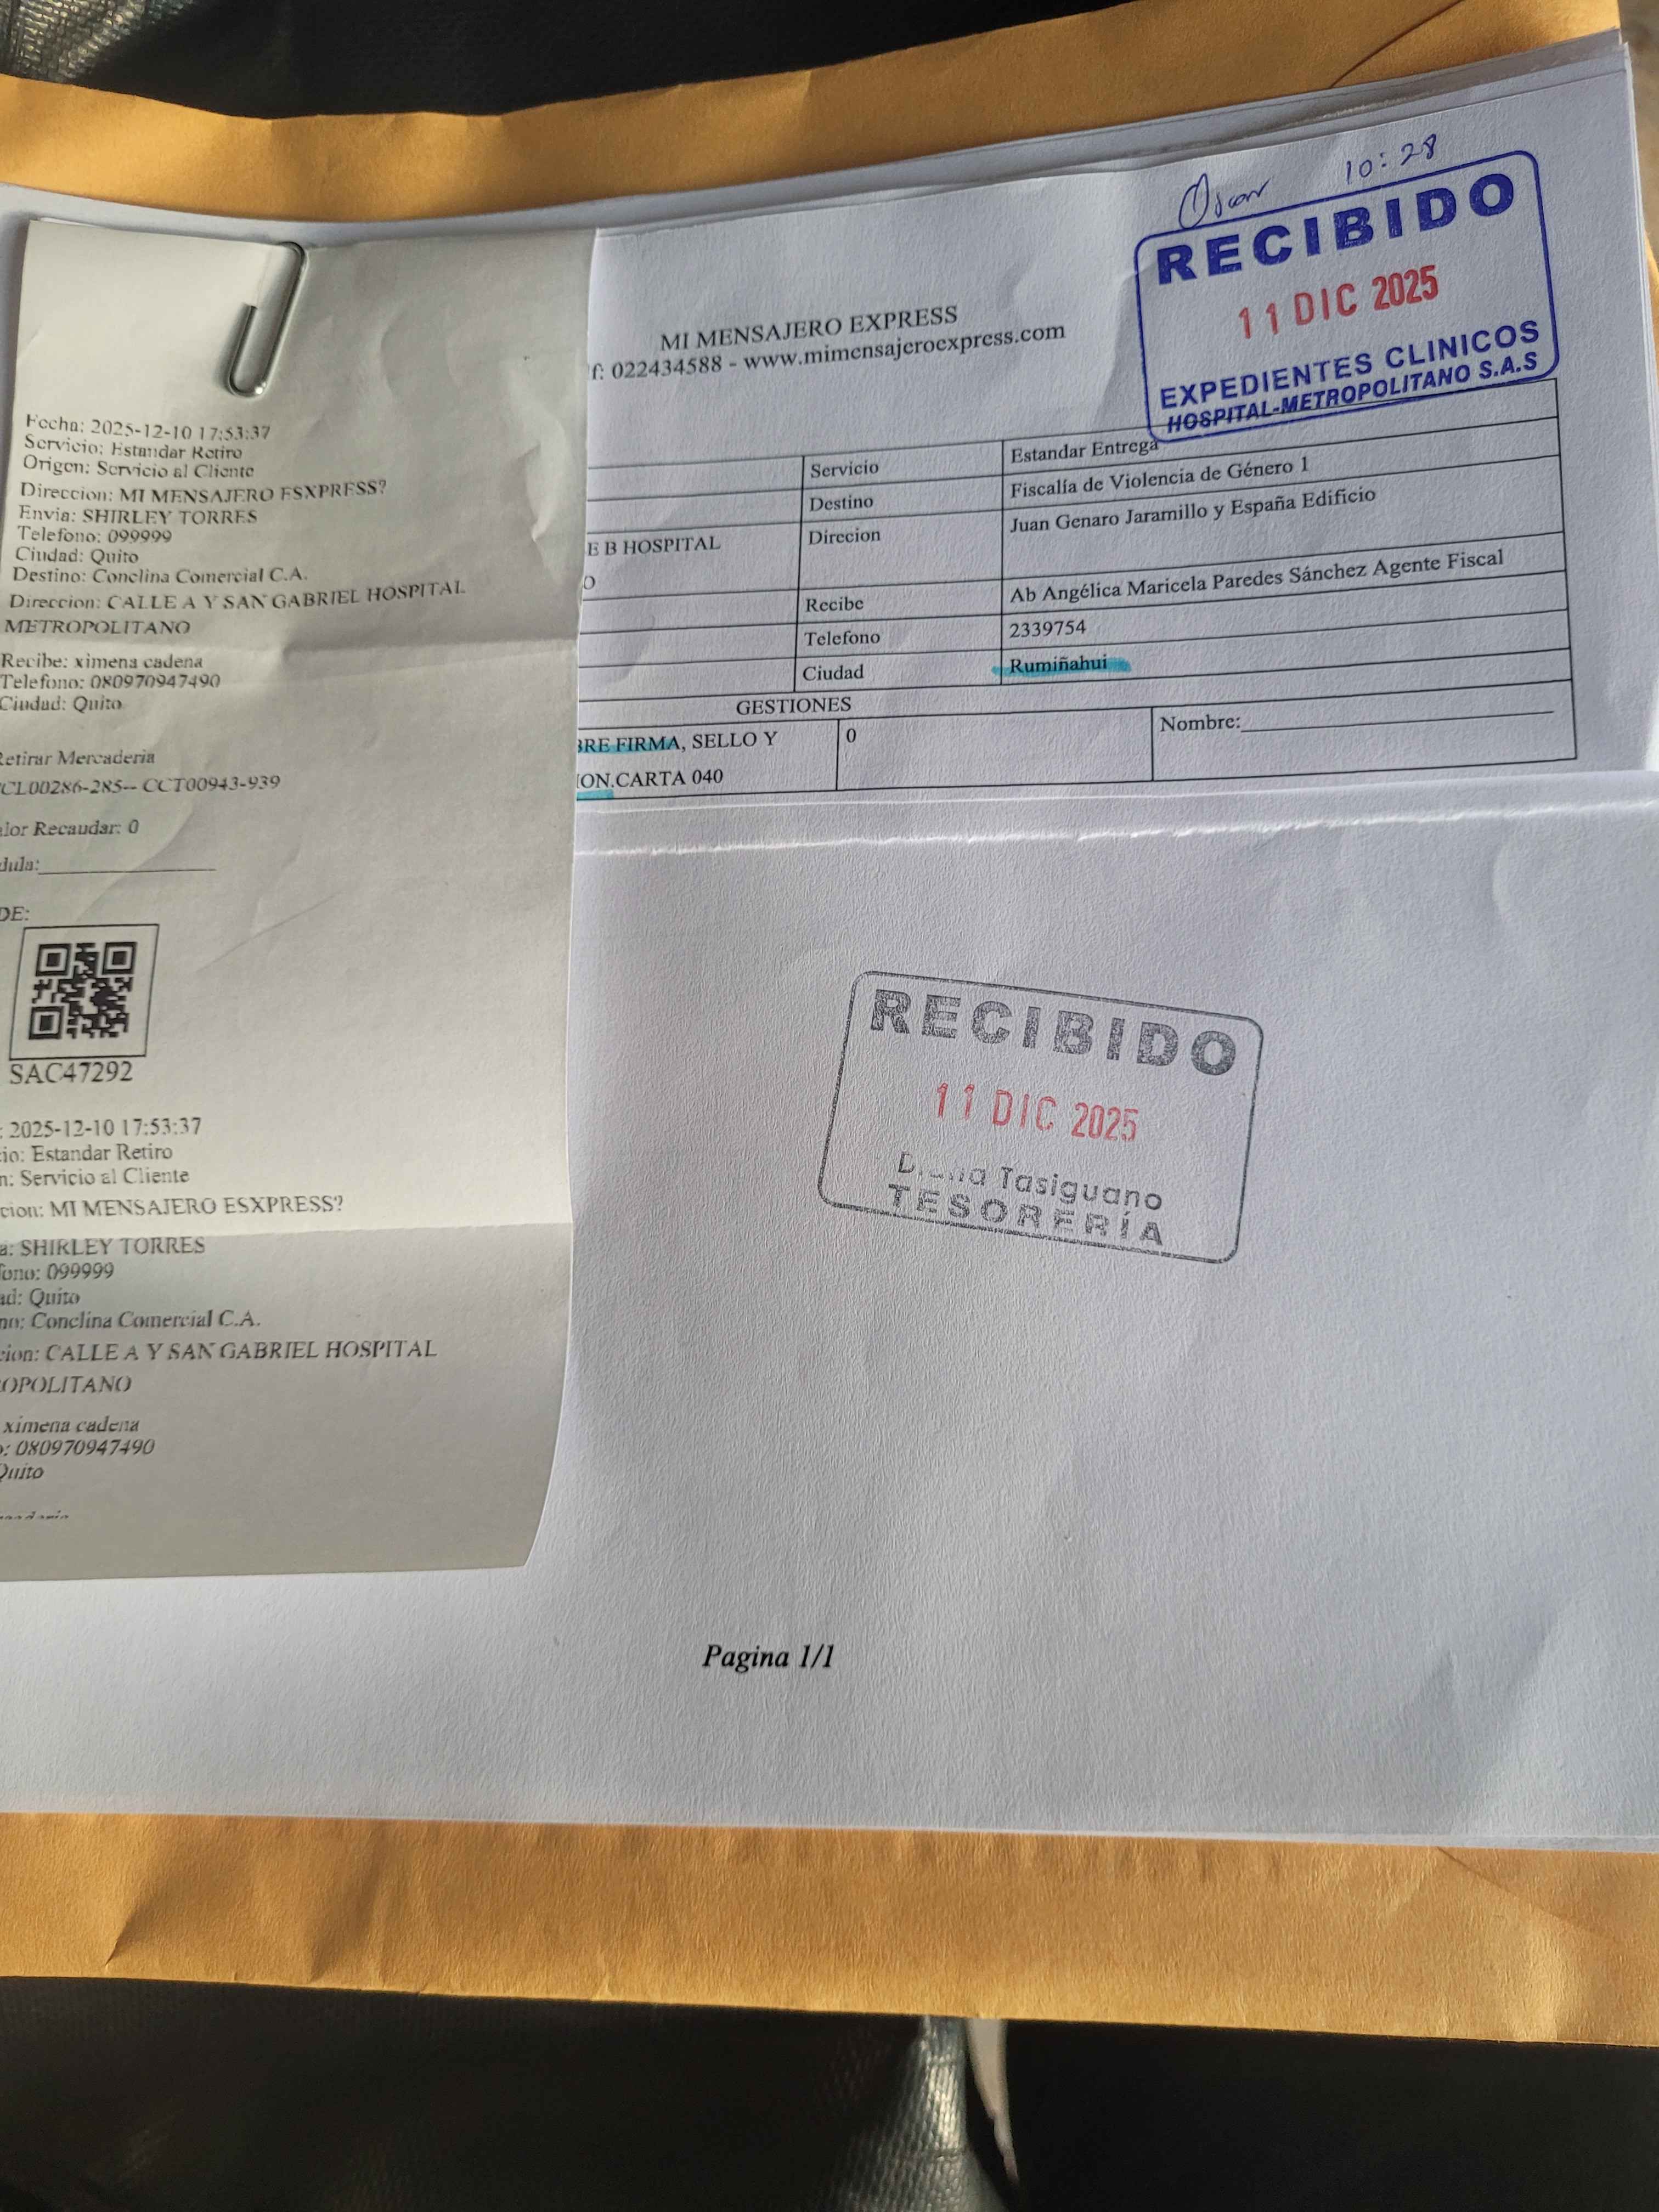 Fecha: 2025-12-10 17:53:37
Servicio: Estandar Retiro
Origen: Servicio al Cliente
Direccion: MI MENSAJERO ESXPRESS?
Envia: SHIRLEY TORRES
Telefono: 099999
Ciudad: Quito
Destino: Conclina Comercial C.A.
Direccion: CALLE A Y SAN GABRIEL HOSPITAL
METROPOLITANO
Recibe: ximena cadena
Telefono: 080970947490
Ciudad: Quito
Retirar Mercaderia
CL00286-285-- CCT00943-939
alor Recaudar: 0
dula:
DE:
SAC47292
: 2025-12-10 17:53:37
io: Estandar Retiro
n: Servicio al Cliente
cion: MI MENSAJERO ESXPRESS?
a: SHIRLEY TORRES
fono: 099999
ad: Quito
no: Conclina Comercial C.A.
cion: CALLE A Y SAN GABRIEL HOSPITAL
OPOLITANO
ximena cadena
o: 080970947490
Quito
10:28
RECIBIDO
11 DIC 2025
EXPEDIENTES CLINICOS
HOSPITAL-METROPOLITANO S.A.S
MI MENSAJERO EXPRESS
f: 022434588 - www.mimensajeroexpress.com
Servicio Estandar Entrega
Destino Fiscalía de Violencia de Género 1
E B HOSPITAL Direcion Juan Genaro Jaramillo y España Edificio
O
Recibe Ab Angélica Maricela Paredes Sánchez Agente Fiscal
Telefono 2339754
Ciudad Rumiñahui
GESTIONES
BRE FIRMA, SELLO Y 0 Nombre:
ION.CARTA 040
RECIBIDO
11 DIC 2025
Tasiguano
TESORERÍA
Pagina 1/1